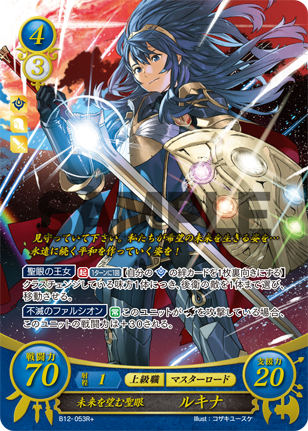 4
3
SAMPLE
見守っていて下さい。私たちが希望の未来を生きる姿を…
永遠に続く平和を作っていく姿を…
聖眼の王女 起 1ターンに1回 【自分の の絆カードを1枚裏向きにする】
クラスチェンジしている味方1体につき、後衛の敵を1体まで選び、
移動させる。
不滅のファルシオン 常 このユニットが を攻撃している場合、
このユニットの戦闘力は+30される。
戦闘力 70
射程 1 上級職 マスターロード
支援力 20
未来を望む聖眼 ルキナ
B12-053R+ Illust:コザキユースケ